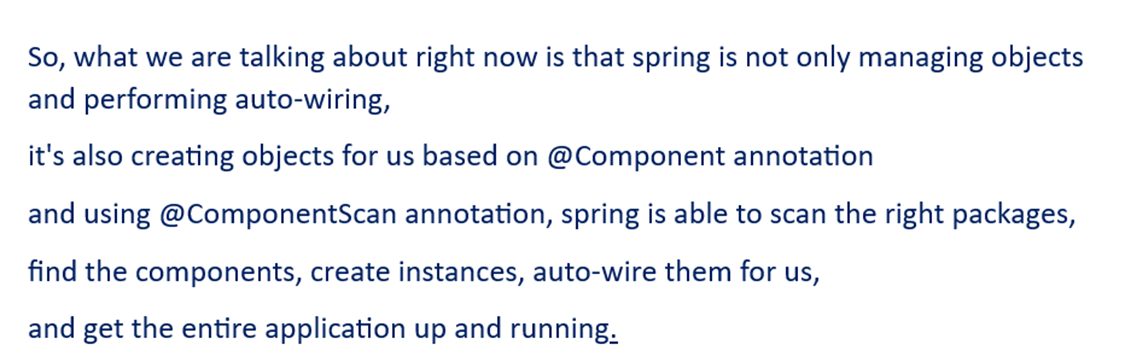 So, what we are talking about right now is that spring is not only managing objects
and performing auto-wiring,
it's also creating objects for us based on @Component annotation
and using @ComponentScan annotation, spring is able to scan the right packages,
find the components, create instances, auto-wire them for us,
and get the entire application up and running.